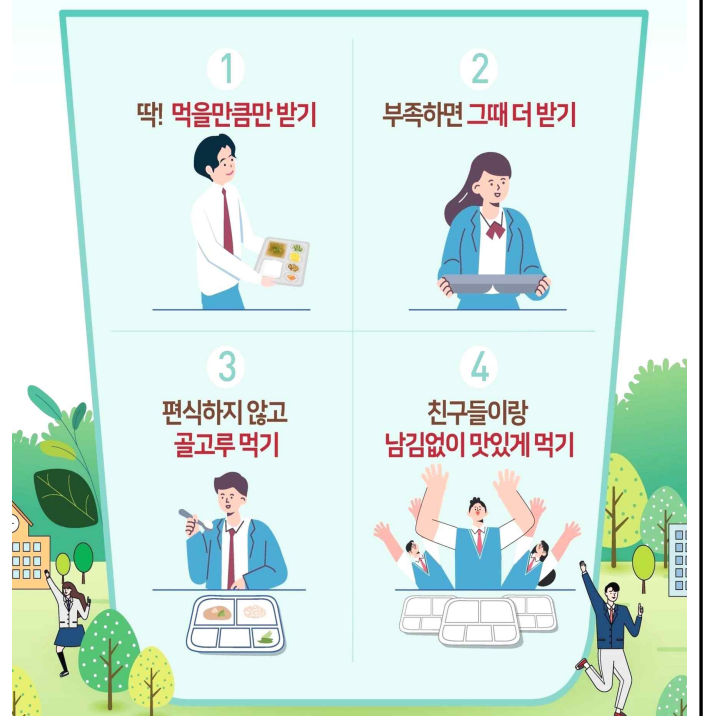 1
딱! 먹을만큼만 받기
2
부족하면 그때 더 받기
3
편식하지 않고
골고루 먹기
4
친구들이랑
남김없이 맛있게 먹기